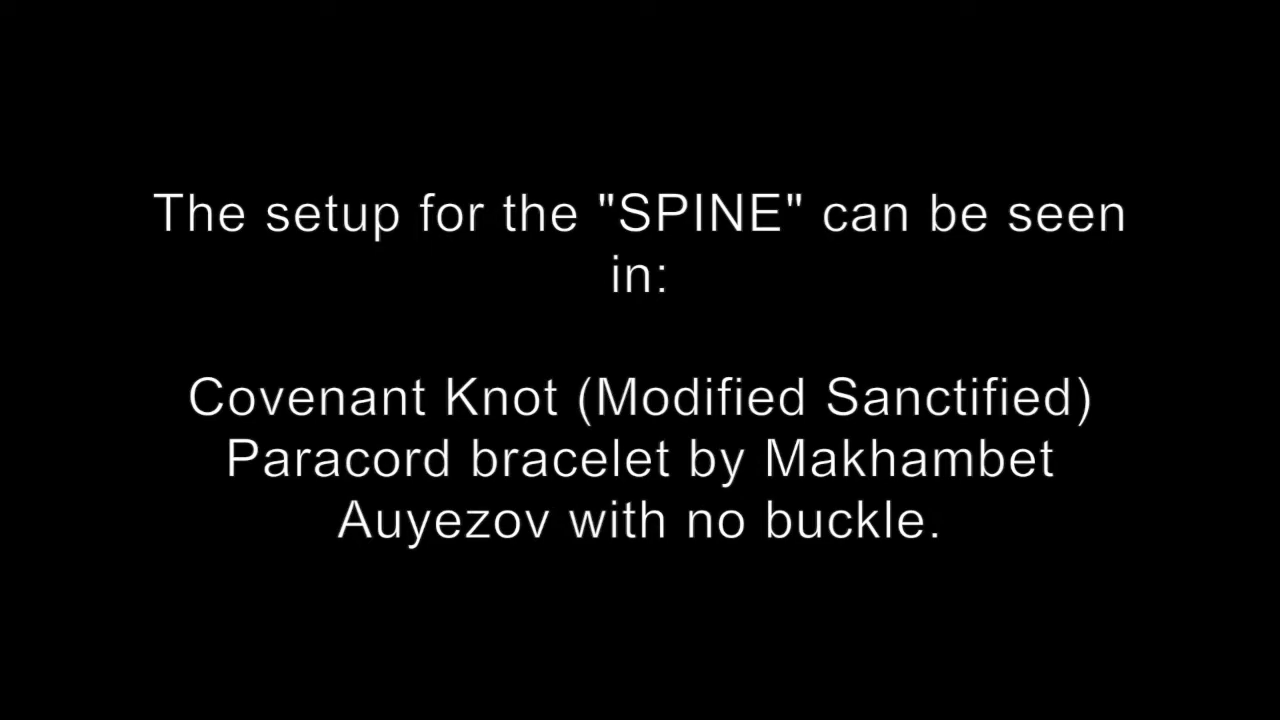 The setup for the "SPINE" can be seen
in:
Covenant Knot (Modified Sanctified)
Paracord bracelet by Makhambet
Auyezov with no buckle.